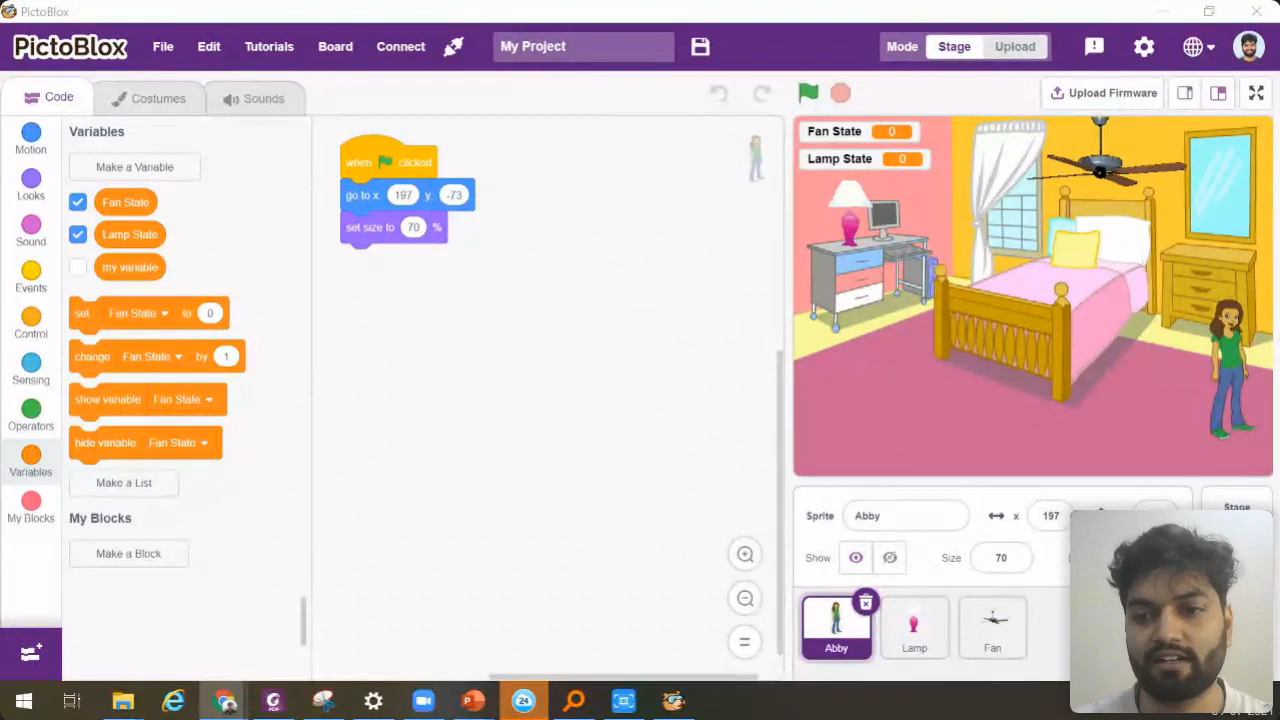 PictoBlox
PictoBlox File Edit Tutorials Board Connect My Project Mode Stage Upload
Code Costumes Sounds Upload Firmware
Motion
Looks
Sound
Events
Control
Sensing
Operators
Variables
My Blocks
Variables
Make a Variable
Fan State
Lamp State
my variable
set Fan State to 0
change Fan State by 1
show variable Fan State
hide variable Fan State
Make a List
My Blocks
Make a Block
when clicked
go to x: 197 y: -73
set size to 70 %
Fan State 0
Lamp State 0
Sprite Abby x 197
Show Size 70
Stage
Abby Lamp Fan
24